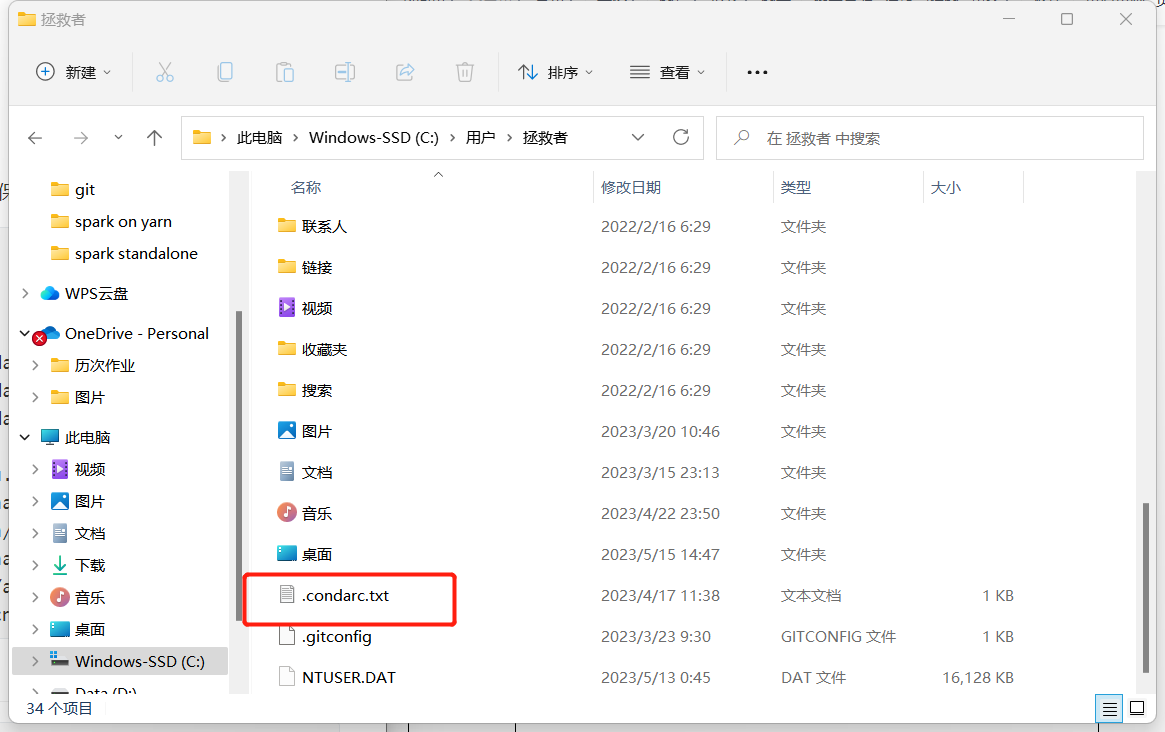 拯救者
新建 排序 查看
此电脑 Windows-SSD (C:) 用户 拯救者 在 拯救者 中搜索
git
spark on yarn
spark standalone
WPS云盘
OneDrive - Personal
历次作业
图片
此电脑
视频
图片
文档
下载
音乐
桌面
Windows-SSD (C:)
Data (D:)
名称 修改日期 类型 大小
联系人 2022/2/16 6:29 文件夹
链接 2022/2/16 6:29 文件夹
视频 2022/2/16 6:29 文件夹
收藏夹 2022/2/16 6:29 文件夹
搜索 2022/2/16 6:29 文件夹
图片 2023/3/20 10:46 文件夹
文档 2023/3/15 23:13 文件夹
音乐 2023/4/22 23:50 文件夹
桌面 2023/5/15 14:47 文件夹
.condarc.txt 2023/4/17 11:38 文本文档 1 KB
.gitconfig 2023/3/23 9:30 GITCONFIG 文件 1 KB
NTUSER.DAT 2023/5/13 0:45 DAT 文件 16,128 KB
34 个项目